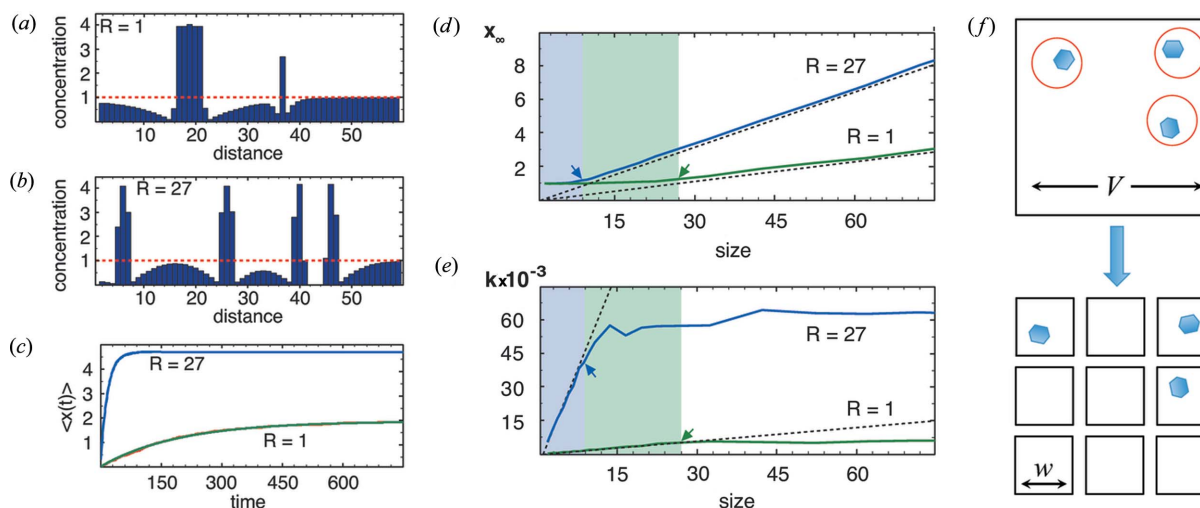 (a)
concentration
4
3
2
1
R = 1
10 20 30 40 50 60
distance
(b)
concentration
4
3
2
1
R = 27
10 20 30 40 50 60
distance
(c)
<x(t)>
4
3
2
1
R = 27
R = 1
150 300 450 600
time
(d)
x∞
8
6
4
2
R = 27
R = 1
15 30 45 60
size
(e)
k×10⁻³
60
45
30
15
R = 27
R = 1
15 30 45 60
size
(f)
V
w